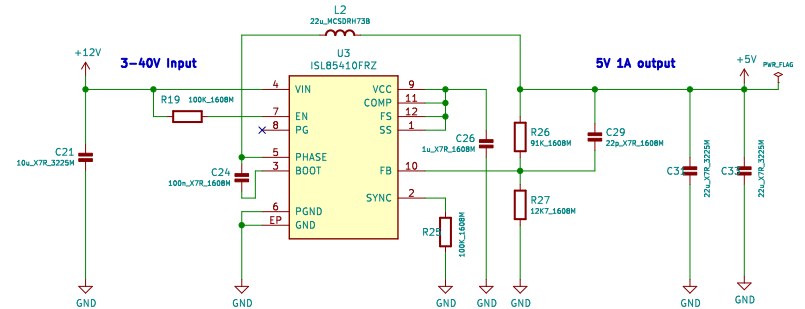 L2
22u_MCSDRH73B
+12V
3-40V Input
U3
ISL85410FRZ
5V 1A output
+5V
PWR_FLAG
R19
100K_1608M
4
VIN
VCC
9
COMP
11
7
EN
FS
12
8
PG
SS
1
C26
1u_X7R_1608M
R26
91K_1608M
C29
22p_X7R_1608M
C21
10u_X7R_3225M
5
PHASE
3
BOOT
FB
10
C24
100n_X7R_1608M
C31
22u_X7R_3225M
C33
22u_X7R_3225M
SYNC
2
R27
12K7_1608M
6
PGND
EP
GND
R25
100K_1608M
GND
GND
GND
GND
GND
GND
GND